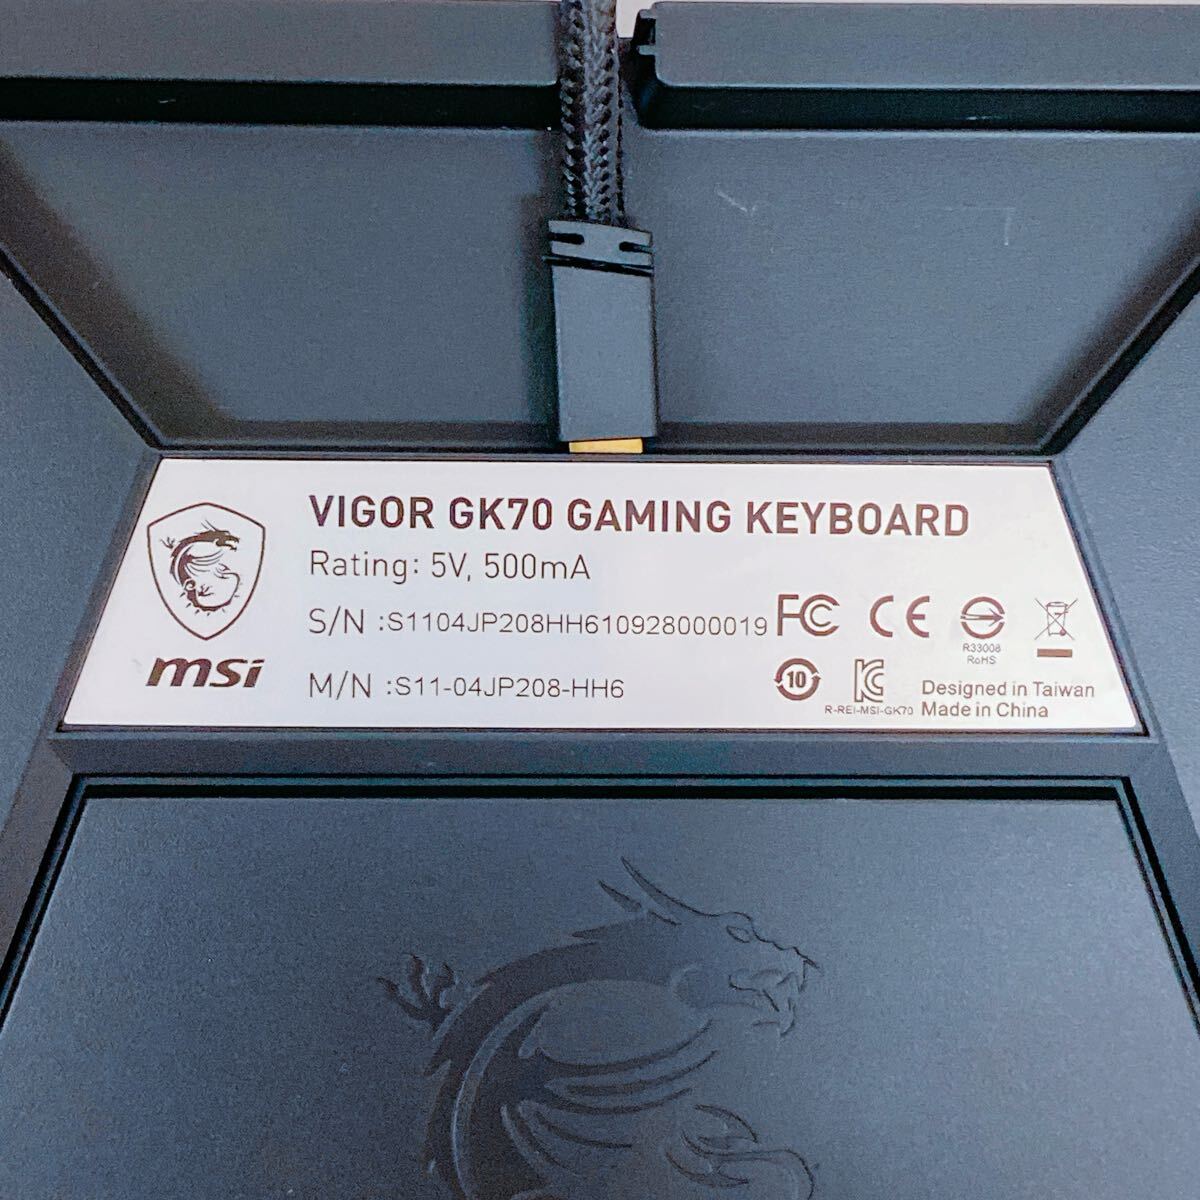 VIGOR GK70 GAMING KEYBOARD
Rating: 5V, 500mA
S/N :S1104JP208HH610928000019
M/N :S11-04JP208-HH6
msi
FC CE
R33008
RoHS
10
R-REI-MSI-GK70
Designed in Taiwan
Made in China